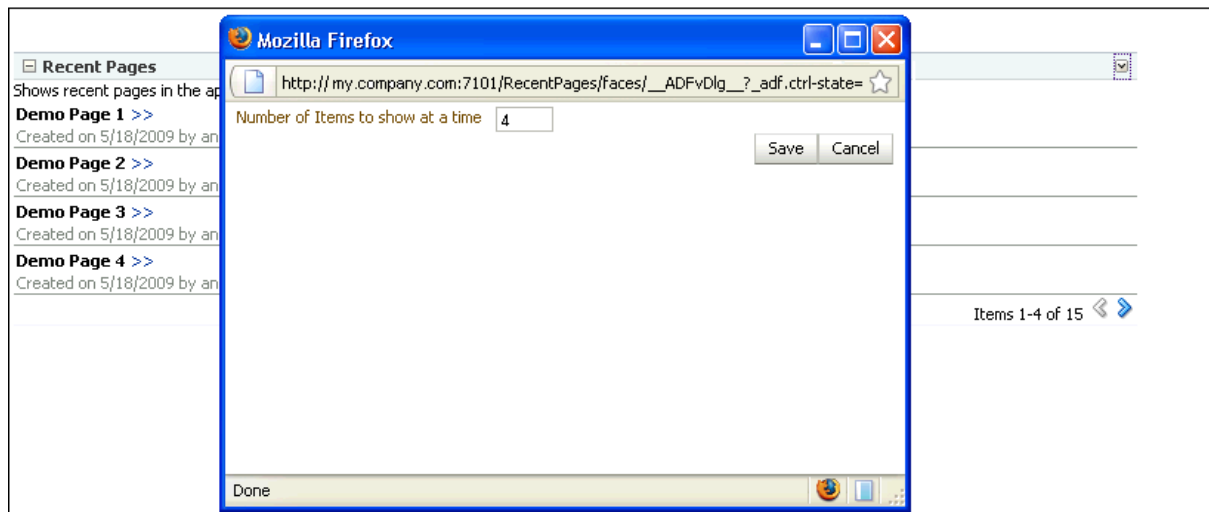 Mozilla Firefox
http://my.company.com:7101/RecentPages/faces/__ADFvDlg__?_adf.ctrl-state=
Number of Items to show at a time 4
Save Cancel
Done
Recent Pages
Shows recent pages in the ap
Demo Page 1 >>
Created on 5/18/2009 by an
Demo Page 2 >>
Created on 5/18/2009 by an
Demo Page 3 >>
Created on 5/18/2009 by an
Demo Page 4 >>
Created on 5/18/2009 by an
Items 1-4 of 15